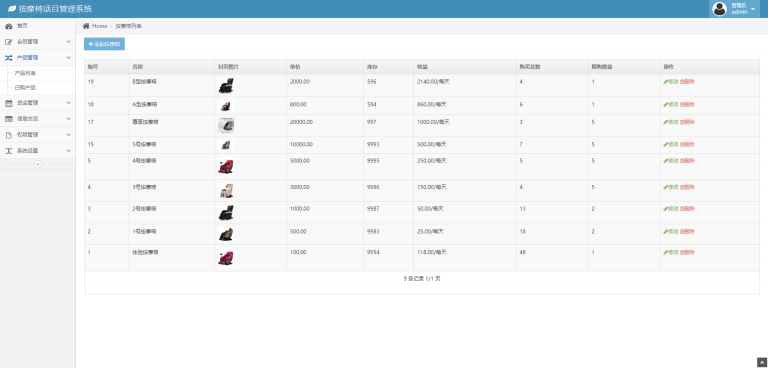 按摩椅项目管理系统
管理员
admin
首页
会员管理
产品管理
产品列表
已购产品
资金管理
信息交流
权限管理
系统设置
Home 按摩椅列表
添加按摩椅
编号 名称 封面图片 单价 库存 收益 购买总数 限购数量 操作
19 B型按摩椅 2000.00 596 2140.00/每天 4 1 修改 删除
18 A型按摩椅 800.00 594 860.00/每天 6 1 修改 删除
17 尊享按摩椅 20000.00 997 1000.00/每天 3 5 修改 删除
15 5号按摩椅 10000.00 9993 500.00/每天 7 5 修改 删除
5 4号按摩椅 5000.00 9995 250.00/每天 5 5 修改 删除
4 3号按摩椅 3000.00 9996 150.00/每天 4 5 修改 删除
3 2号按摩椅 1000.00 9987 50.00/每天 13 2 修改 删除
2 1号按摩椅 500.00 9983 25.00/每天 18 2 修改 删除
1 体验按摩椅 100.00 9954 118.00/每天 48 1 修改 删除
9 条记录 1/1 页